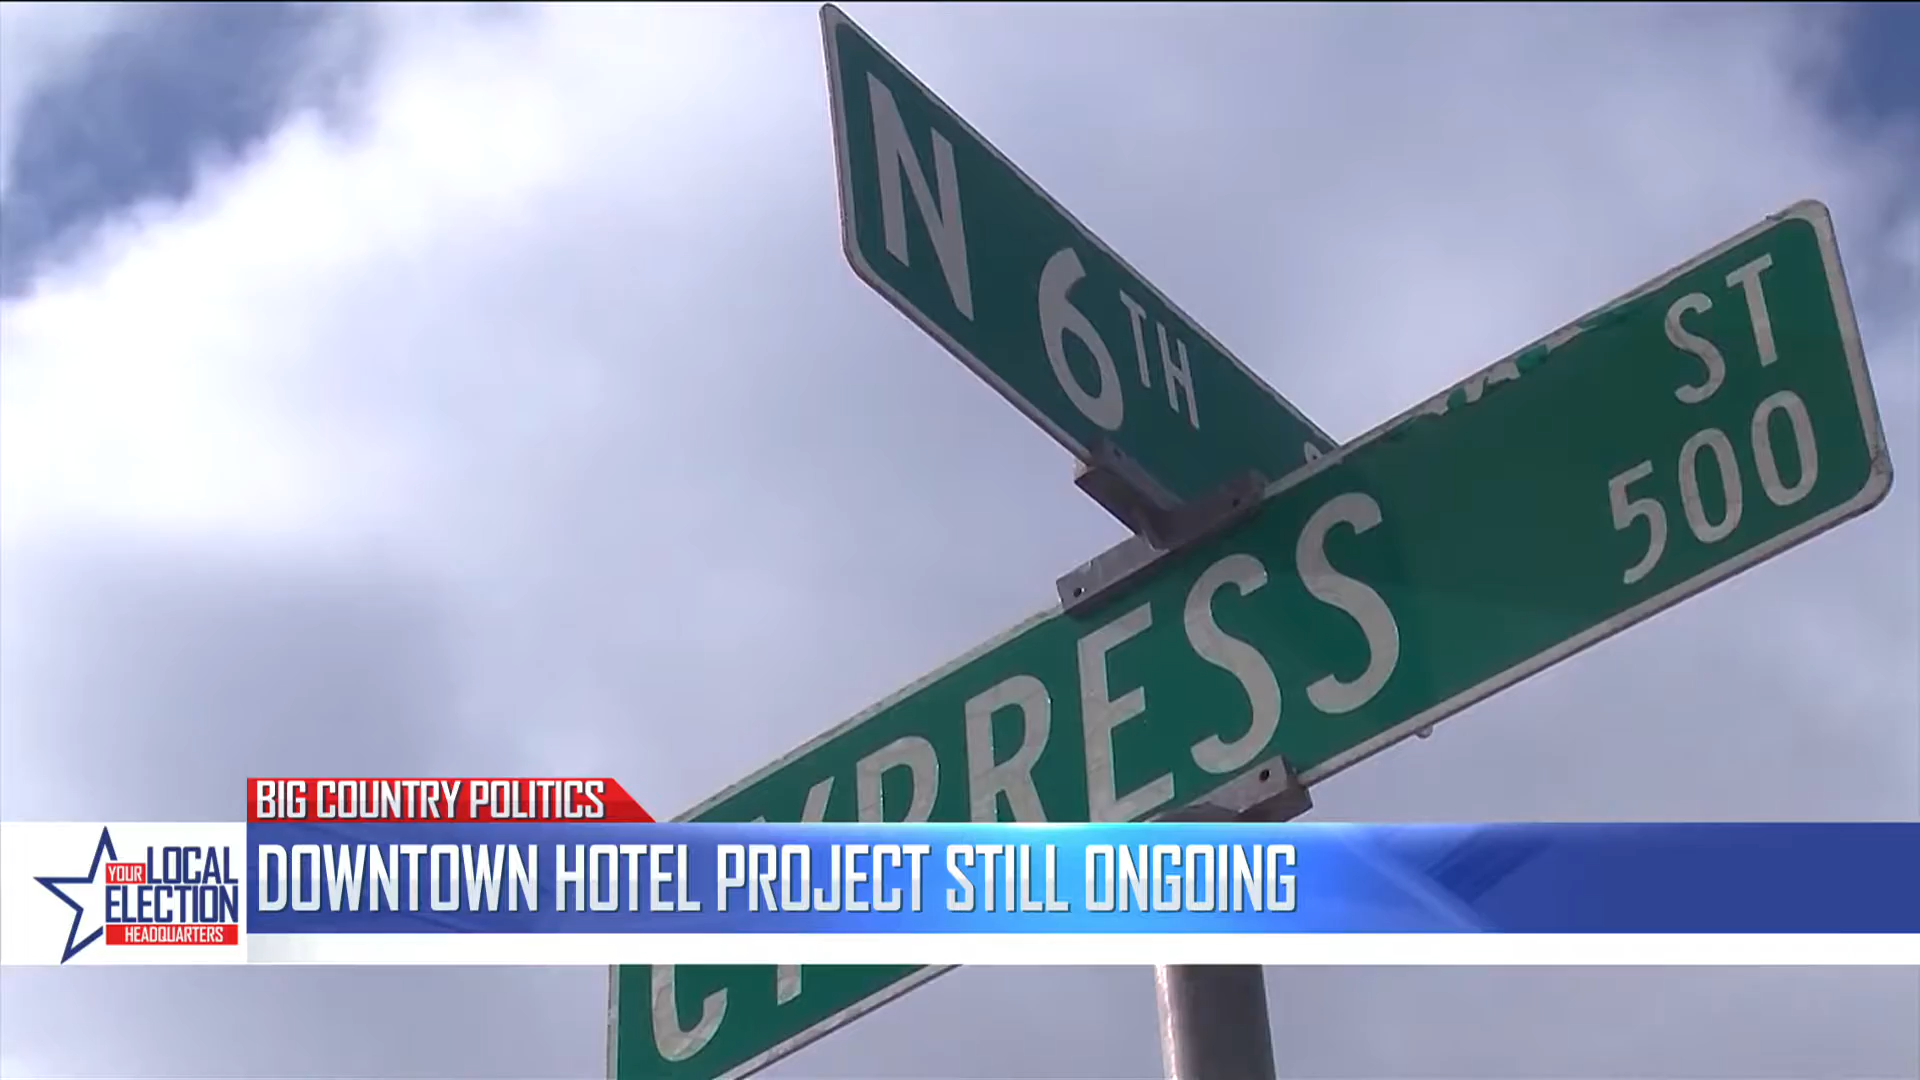 N 6TH
ST
500
CYPRESS
BIG COUNTRY POLITICS
DOWNTOWN HOTEL PROJECT STILL ONGOING
YOUR LOCAL
ELECTION
HEADQUARTERS